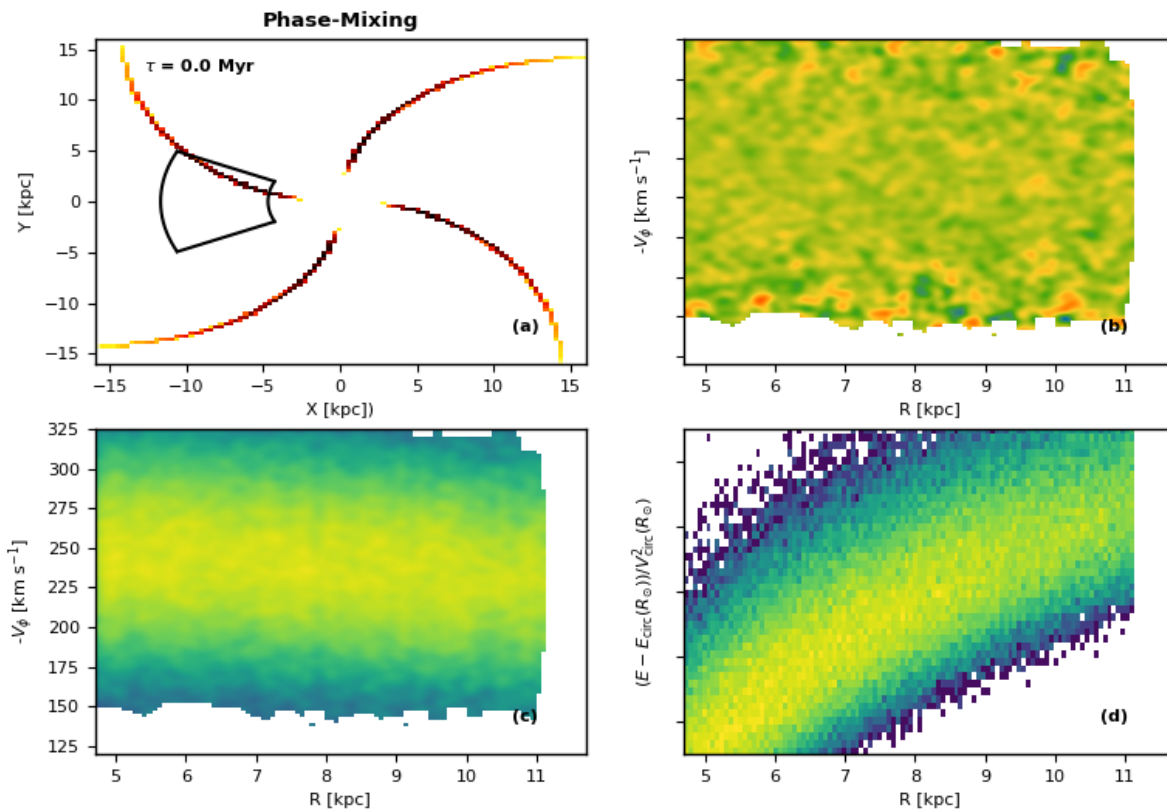 Phase-Mixing
15
10
5
0
−5
−10
−15
Y [kpc]
τ = 0.0 Myr
(a)
−15 −10 −5 0 5 10 15
X [kpc])
-Vϕ [km s⁻¹]
(b)
5 6 7 8 9 10 11
R [kpc]
325
300
275
250
225
200
175
150
125
-Vϕ [km s⁻¹]
(c)
5 6 7 8 9 10 11
R [kpc]
(E − E_circ(R_⊙))/V²_circ(R_⊙)
(d)
5 6 7 8 9 10 11
R [kpc]